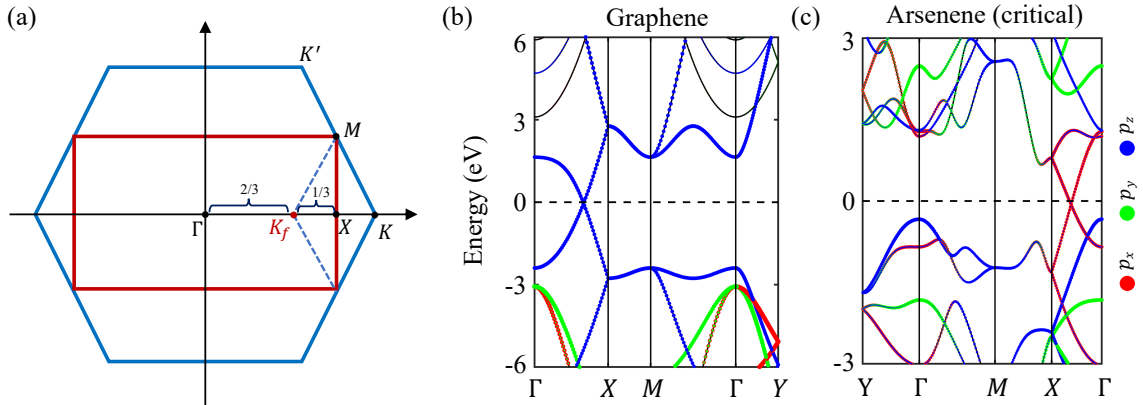 (a)
K′
M
2/3
1/3
Γ
K_f
X
K
(b)
Graphene
Energy (eV)
6
3
0
-3
-6
Γ
X
M
Γ
Y
(c)
Arsenene (critical)
3
0
-3
Y
Γ
M
X
Γ
p_z
p_y
p_x